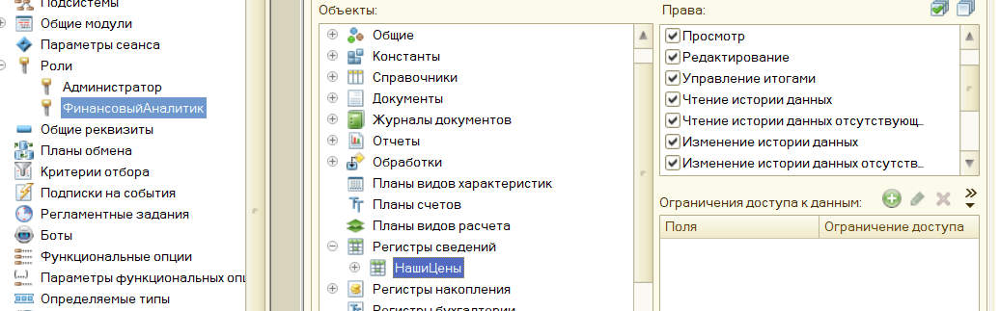 Подсистемы
Общие модули
Параметры сеанса
Роли
Администратор
ФинансовыйАналитик
Общие реквизиты
Планы обмена
Критерии отбора
Подписки на события
Регламентные задания
Боты
Функциональные опции
Параметры функциональных опц
Определяемые типы
Объекты:
Общие
Константы
Справочники
Документы
Журналы документов
Отчеты
Обработки
Планы видов характеристик
Планы счетов
Планы видов расчета
Регистры сведений
НашиЦены
Регистры накопления
Регистры бухгалтерии
Права:
Просмотр
Редактирование
Управление итогами
Чтение истории данных
Чтение истории данных отсутствующ...
Изменение истории данных
Изменение истории данных отсутств...
Ограничения доступа к данным:
Поля Ограничение доступа